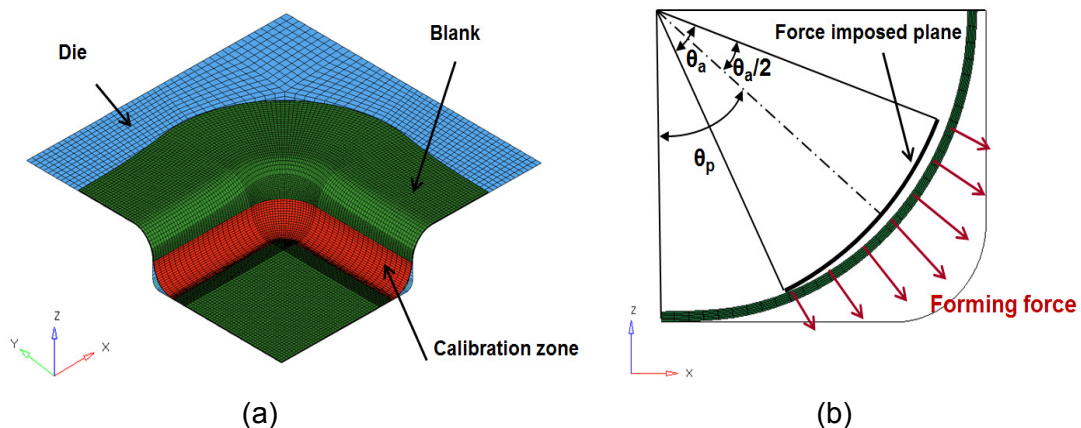 Die
Blank
Calibration zone
Z
Y
X
(a)
Force imposed plane
θa
θa/2
θp
Forming force
Z
X
(b)